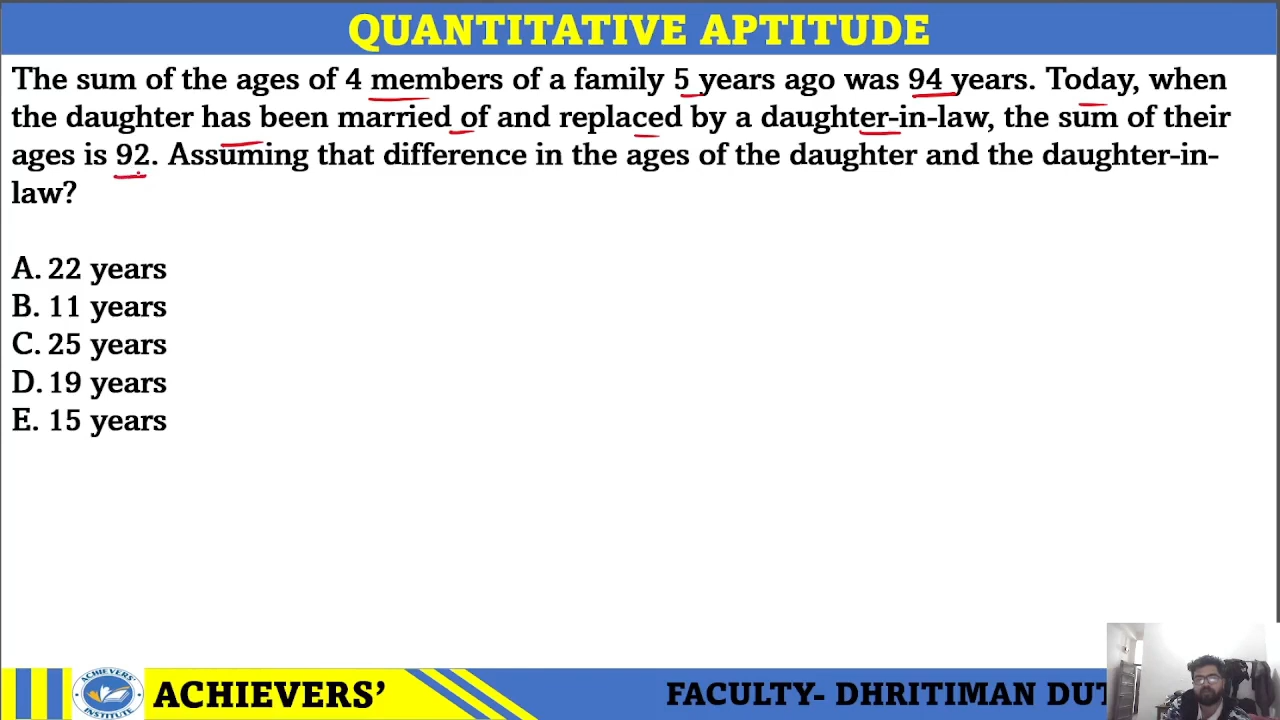 QUANTITATIVE APTITUDE
The sum of the ages of 4 members of a family 5 years ago was 94 years. Today, when
the daughter has been married of and replaced by a daughter-in-law, the sum of their
ages is 92. Assuming that difference in the ages of the daughter and the daughter-in-
law?
A. 22 years
B. 11 years
C. 25 years
D. 19 years
E. 15 years
ACHIEVERS'
INSTITUTE
ACHIEVERS’
FACULTY- DHRITIMAN DUT